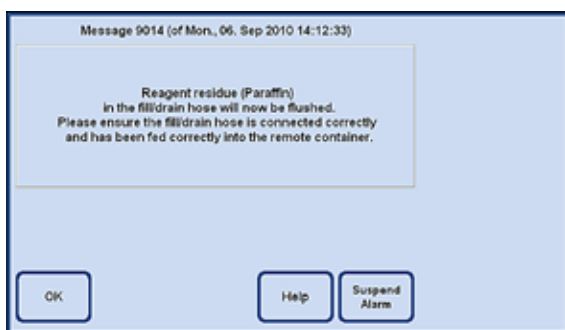 Message 9014 (of Mon., 06. Sep 2010 14:12:33)
Reagent residue (Paraffin)
in the fill/drain hose will now be flushed.
Please ensure the fill/drain hose is connected correctly
and has been fed correctly into the remote container.
OK
Help
Suspend
Alarm